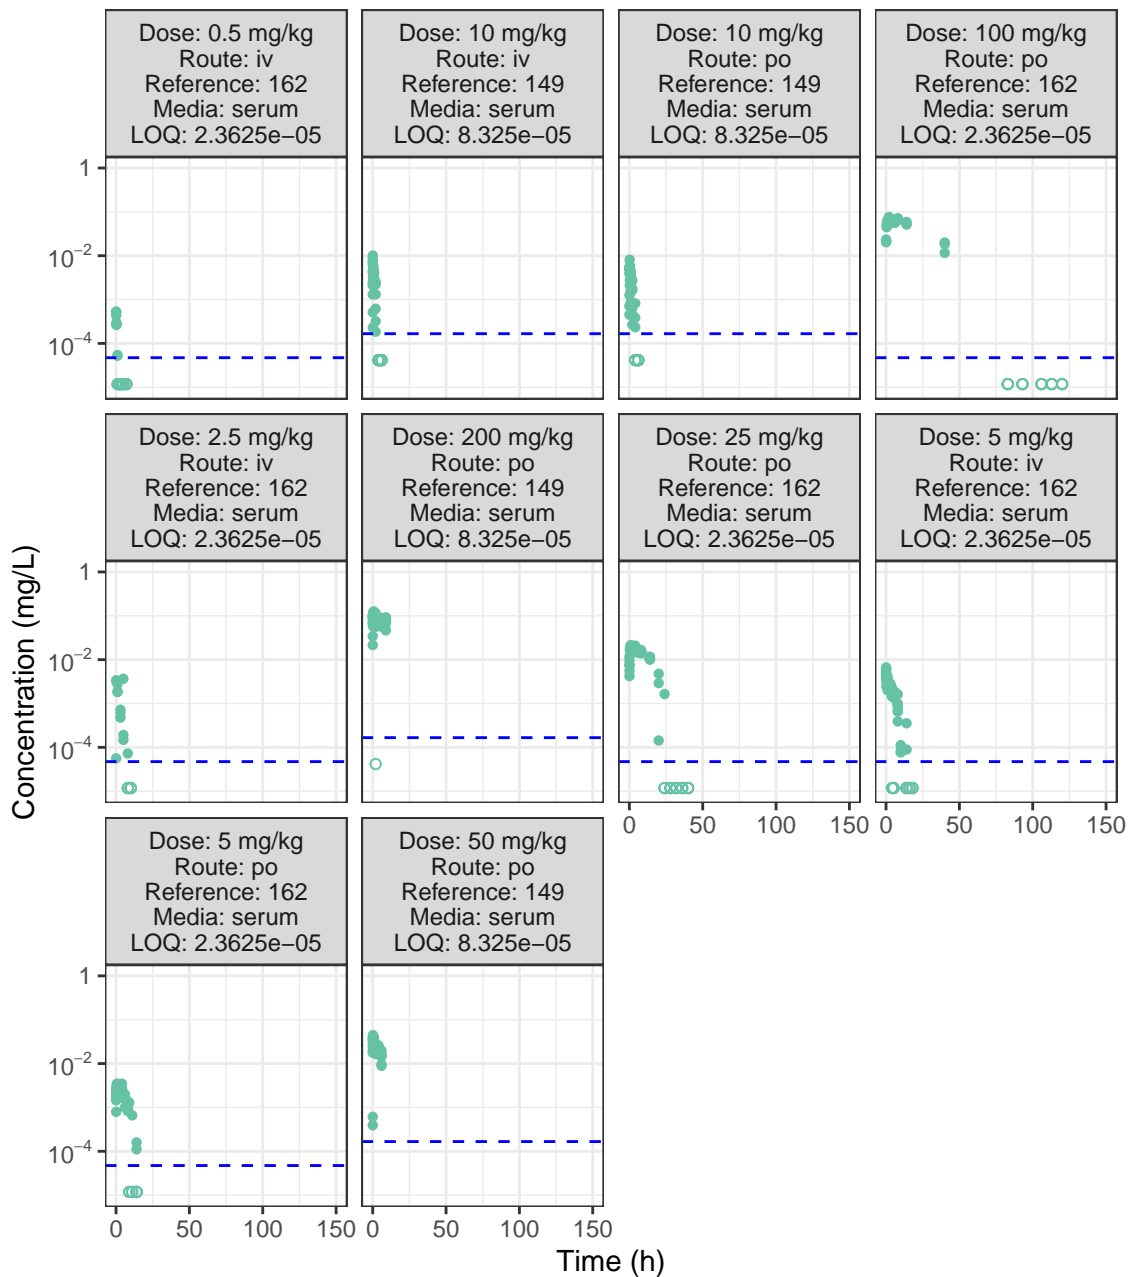 Dose: 0.5 mg/kg
Route: iv
Reference: 162
Media: serum
LOQ: 2.3625e−05
Dose: 10 mg/kg
Route: iv
Reference: 149
Media: serum
LOQ: 8.325e−05
Dose: 10 mg/kg
Route: po
Reference: 149
Media: serum
LOQ: 8.325e−05
Dose: 100 mg/kg
Route: po
Reference: 162
Media: serum
LOQ: 2.3625e−05
1
10⁻²
10⁻⁴
Dose: 2.5 mg/kg
Route: iv
Reference: 162
Media: serum
LOQ: 2.3625e−05
Dose: 200 mg/kg
Route: po
Reference: 149
Media: serum
LOQ: 8.325e−05
Dose: 25 mg/kg
Route: po
Reference: 162
Media: serum
LOQ: 2.3625e−05
Dose: 5 mg/kg
Route: iv
Reference: 162
Media: serum
LOQ: 2.3625e−05
1
10⁻²
10⁻⁴
0 50 100 150
0 50 100 150
Dose: 5 mg/kg
Route: po
Reference: 162
Media: serum
LOQ: 2.3625e−05
Dose: 50 mg/kg
Route: po
Reference: 149
Media: serum
LOQ: 8.325e−05
1
10⁻²
10⁻⁴
0 50 100 150
0 50 100 150
Concentration (mg/L)
Time (h)